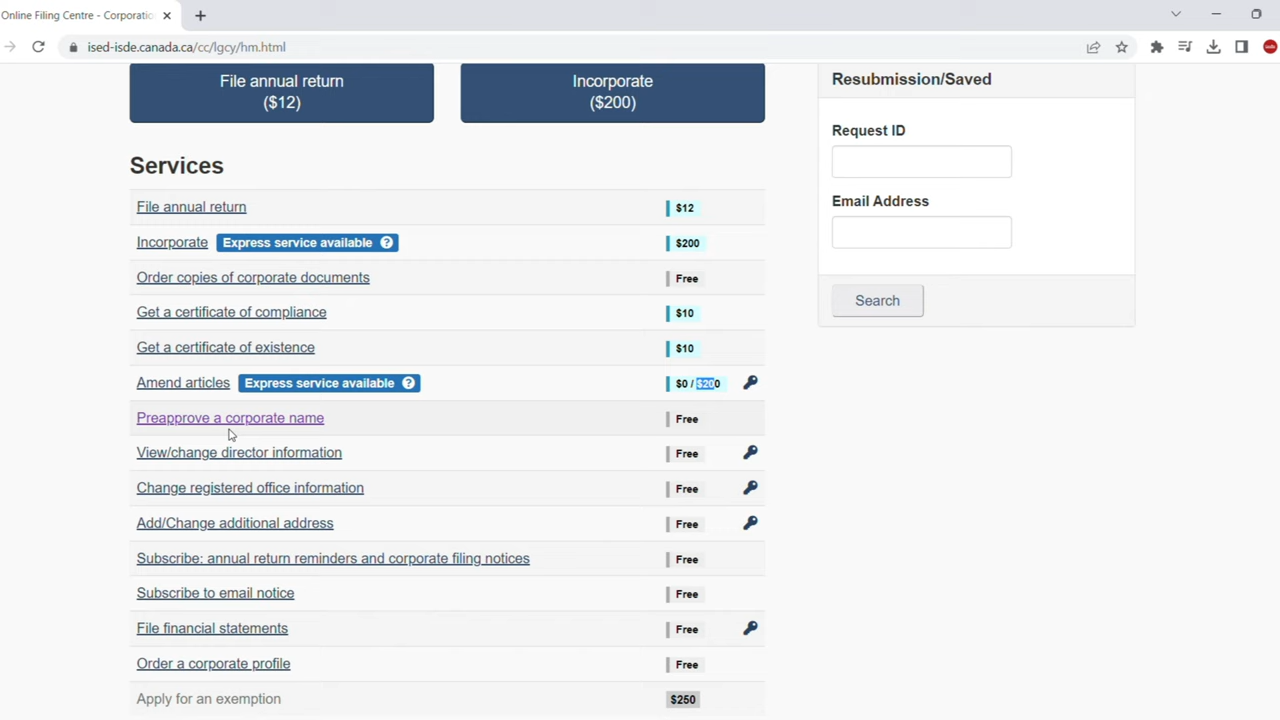 Online Filing Centre - Corporatio
ised-isde.canada.ca/cc/lgcy/hm.html
File annual return
($12)
Incorporate
($200)
Resubmission/Saved
Request ID
Email Address
Search
Services
File annual return $12
Incorporate Express service available ? $200
Order copies of corporate documents Free
Get a certificate of compliance $10
Get a certificate of existence $10
Amend articles Express service available ? $0 / $200
Preapprove a corporate name Free
View/change director information Free
Change registered office information Free
Add/Change additional address Free
Subscribe: annual return reminders and corporate filing notices Free
Subscribe to email notice Free
File financial statements Free
Order a corporate profile Free
Apply for an exemption $250